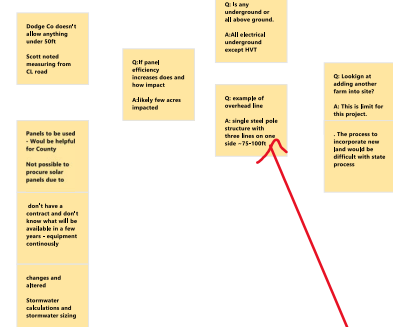 Dodge Co doesn't
allow anything
under 50ft
Scott noted
measuring from
CL road
Panels to be used
- Woul be helpful
for County
Not possible to
procure solar
panels due to
don't have a
contract and don't
know what will be
available in a few
years - equipment
continously
changes and
altered
Stormwater
calculations and
stormwater sizing
Q:If panel
efficiency
increases does and
how impact
A:likely few acres
impacted
Q: Is any
underground or
all above ground.
A:All electrical
underground
except HVT
Q: example of
overhead line
A: single steel pole
structure with
three lines on one
side ~75-100ft
Q: Lookign at
adding another
farm into site?
A: This is limit for
this project.
. The process to
incorporate new
land would be
difficult with state
process